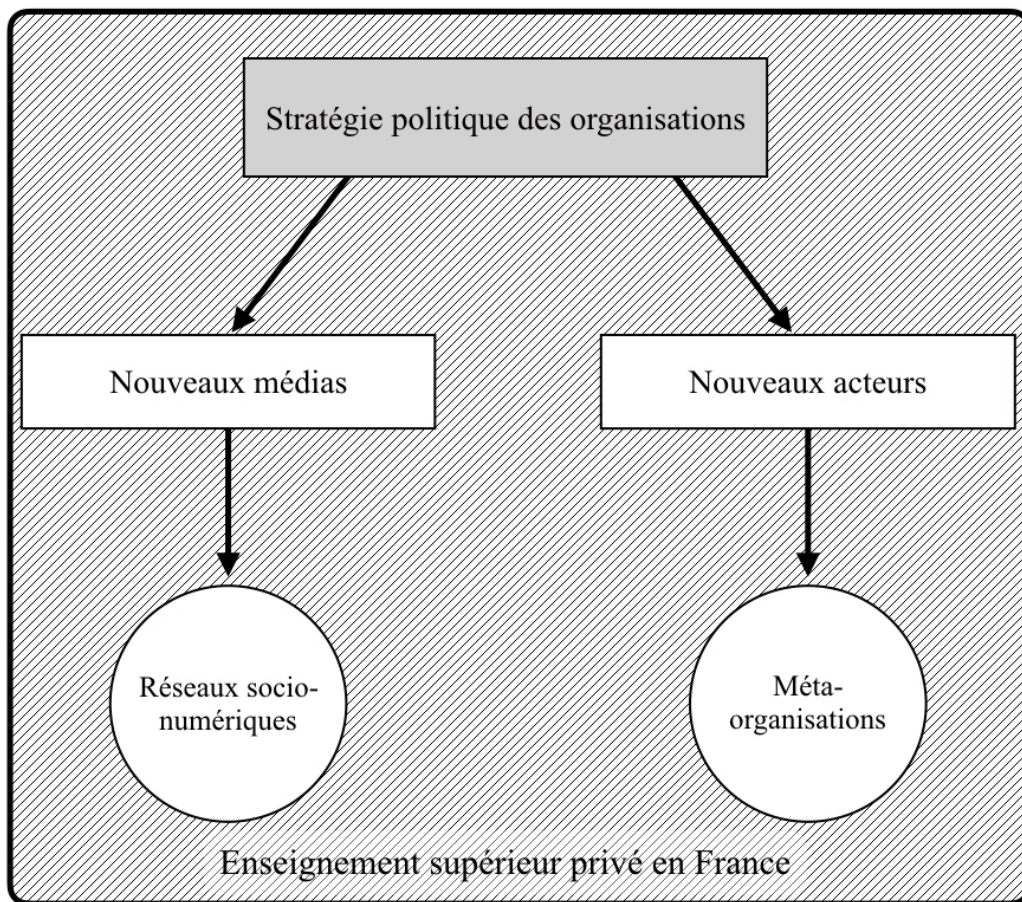 Stratégie politique des organisations
Nouveaux médias
Nouveaux acteurs
Réseaux socio-
numériques
Méta-
organisations
Enseignement supérieur privé en France